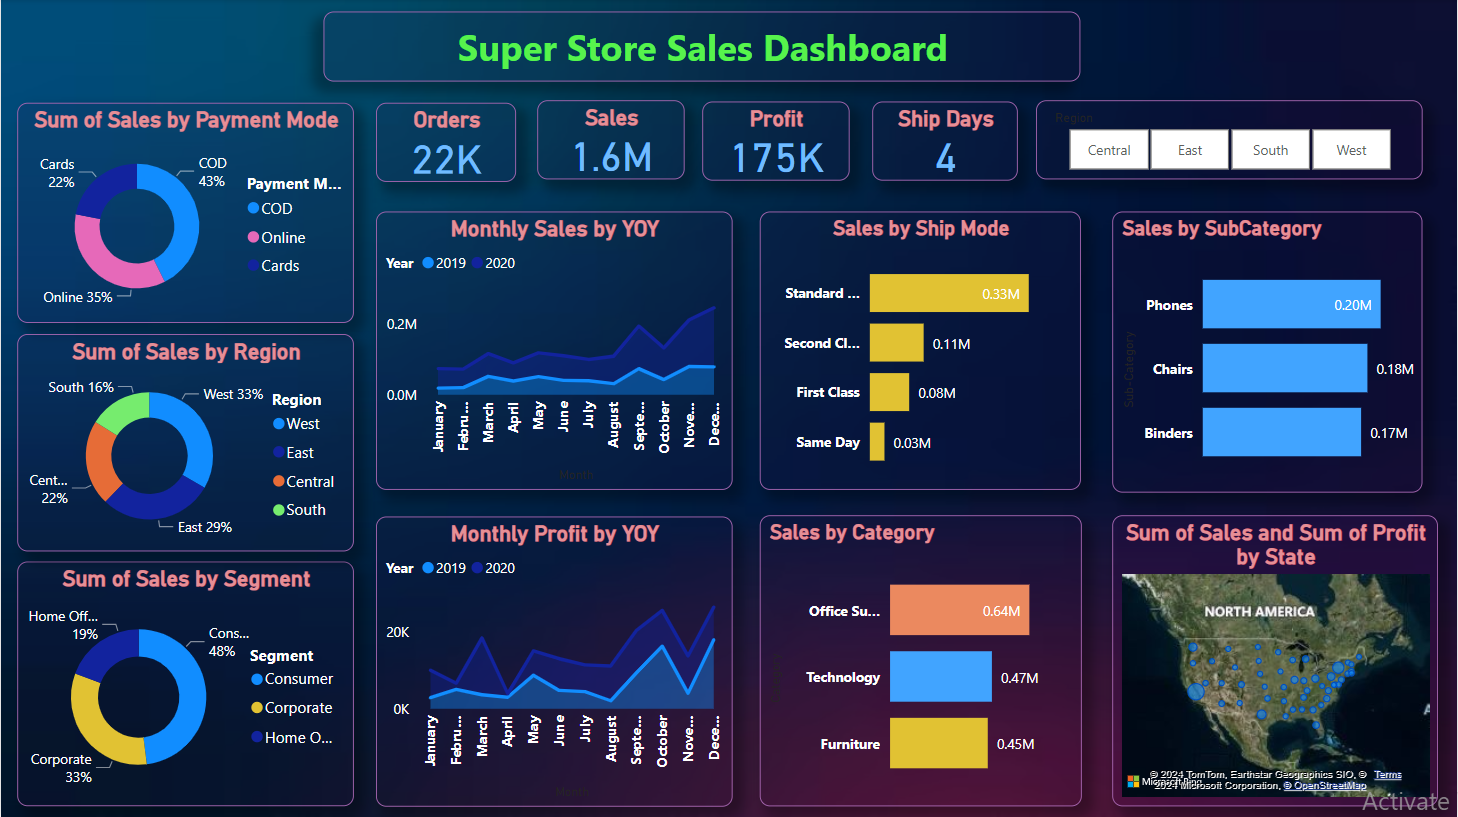 Super Store Sales Dashboard
Sum of Sales by Payment Mode
Cards
22%
COD
43%
Online 35%
Payment M...
COD
Online
Cards
Orders
22K
Sales
1.6M
Profit
175K
Ship Days
4
Region
Central
East
South
West
Sum of Sales by Region
South 16%
West 33%
Cent...
22%
East 29%
Region
West
East
Central
South
Monthly Sales by YOY
Year
2019
2020
0.2M
0.0M
January
Febru...
March
April
May
June
July
August
Septe...
October
Nove...
Dece...
Month
Sales by Ship Mode
Standard ...
0.33M
Second Cl...
0.11M
First Class
0.08M
Same Day
0.03M
Sales by SubCategory
Sub-Category
Phones
0.20M
Chairs
0.18M
Binders
0.17M
Sum of Sales by Segment
Home Off...
19%
Cons...
48%
Corporate
33%
Segment
Consumer
Corporate
Home O...
Monthly Profit by YOY
Year
2019
2020
20K
0K
January
Febru...
March
April
May
June
July
August
Septe...
October
Nove...
Dece...
Month
Sales by Category
Office Su...
0.64M
Technology
0.47M
Furniture
0.45M
Sum of Sales and Sum of Profit
by State
NORTH AMERICA
A
Microsoft Bing
© 2024 TomTom, Earthstar Geographics SIO, ©
2024 Microsoft Corporation, © OpenStreetMap
Terms
Activate